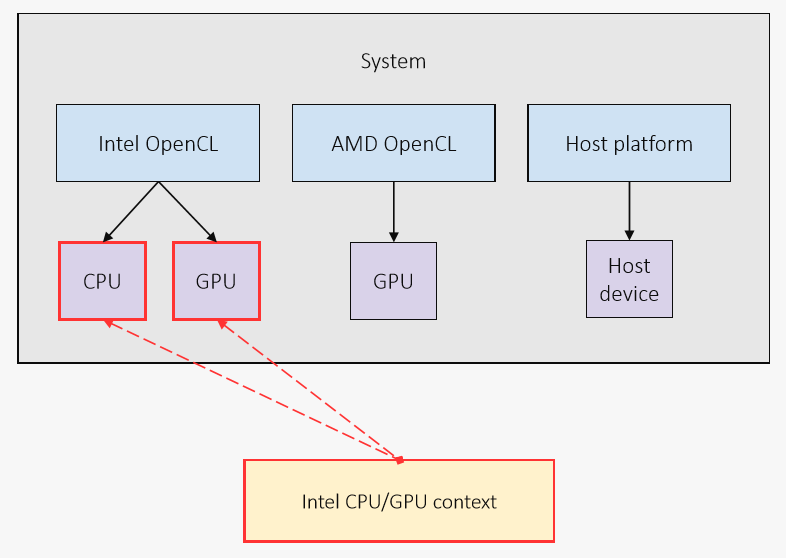 System
Intel OpenCL
AMD OpenCL
Host platform
CPU
GPU
GPU
Host
device
Intel CPU/GPU context